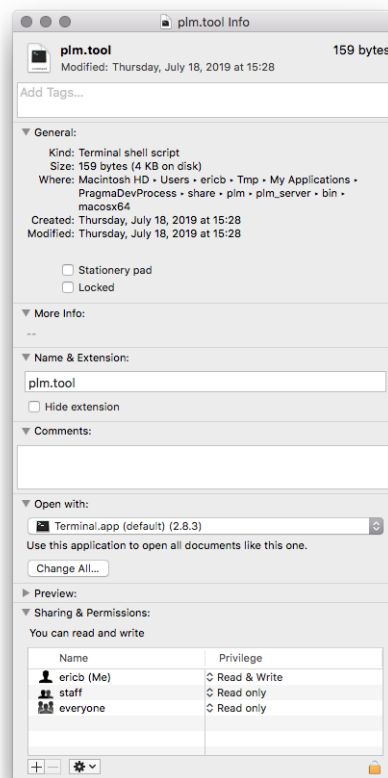 plm.tool Info
plm.tool
159 bytes
Modified: Thursday, July 18, 2019 at 15:28
Add Tags...
General:
Kind: Terminal shell script
Size: 159 bytes (4 KB on disk)
Where: Macintosh HD ▸ Users ▸ ericb ▸ Tmp ▸ My Applications ▸
PragmaDevProcess ▸ share ▸ plm ▸ plm_server ▸ bin ▸
macosx64
Created: Thursday, July 18, 2019 at 15:28
Modified: Thursday, July 18, 2019 at 15:28
Stationery pad
Locked
More Info:
--
Name & Extension:
plm.tool
Hide extension
Comments:
Open with:
Terminal.app (default) (2.8.3)
Use this application to open all documents like this one.
Change All...
Preview:
Sharing & Permissions:
You can read and write
Name Privilege
ericb (Me) Read & Write
staff Read only
everyone Read only